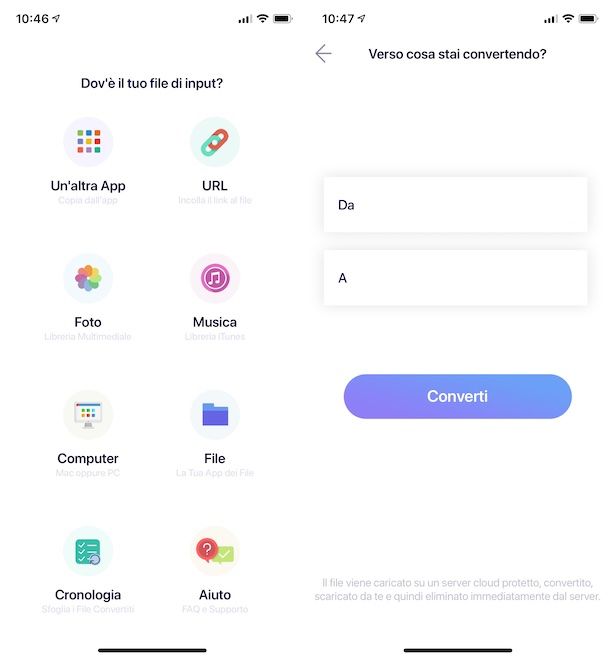 10:46
Dov'è il tuo file di input?
Un'altra App
Copia dall'app
URL
Incolla il link al file
Foto
Libreria Multimediale
Musica
Libreria iTunes
Computer
Mac oppure PC
File
La Tua App dei File
Cronologia
Sfoglia i File Convertiti
Aiuto
FAQ e Supporto
10:47
Verso cosa stai convertendo?
Da
A
Converti
Il file viene caricato su un server cloud protetto, convertito,
scaricato da te e quindi eliminato immediatamente dal server.